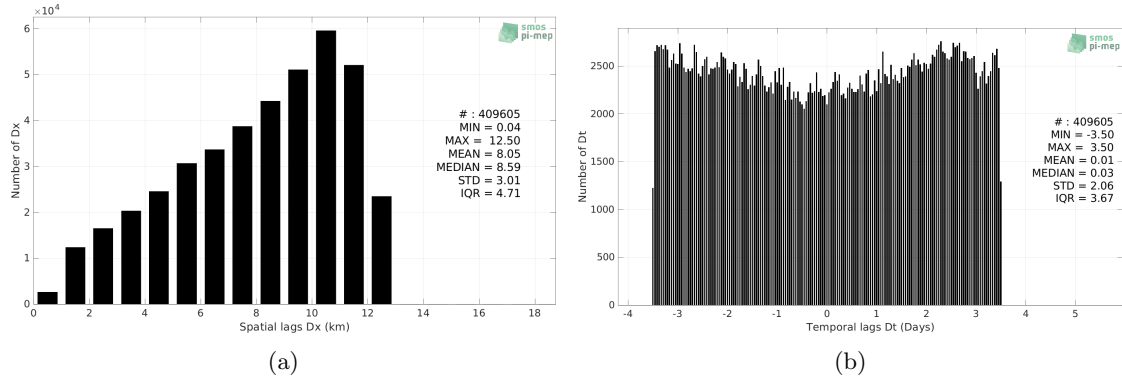 ×10⁴
6
5
4
3
2
1
0
Number of Dx
0 2 4 6 8 10 12 14 16 18
Spatial lags Dx (km)
smos
pi-mep
# : 409605
MIN = 0.04
MAX = 12.50
MEAN = 8.05
MEDIAN = 8.59
STD = 3.01
IQR = 4.71
(a)
2500
2000
1500
1000
500
0
Number of Dt
-4 -3 -2 -1 0 1 2 3 4 5
Temporal lags Dt (Days)
smos
pi-mep
# : 409605
MIN = -3.50
MAX = 3.50
MEAN = 0.01
MEDIAN = 0.03
STD = 2.06
IQR = 3.67
(b)